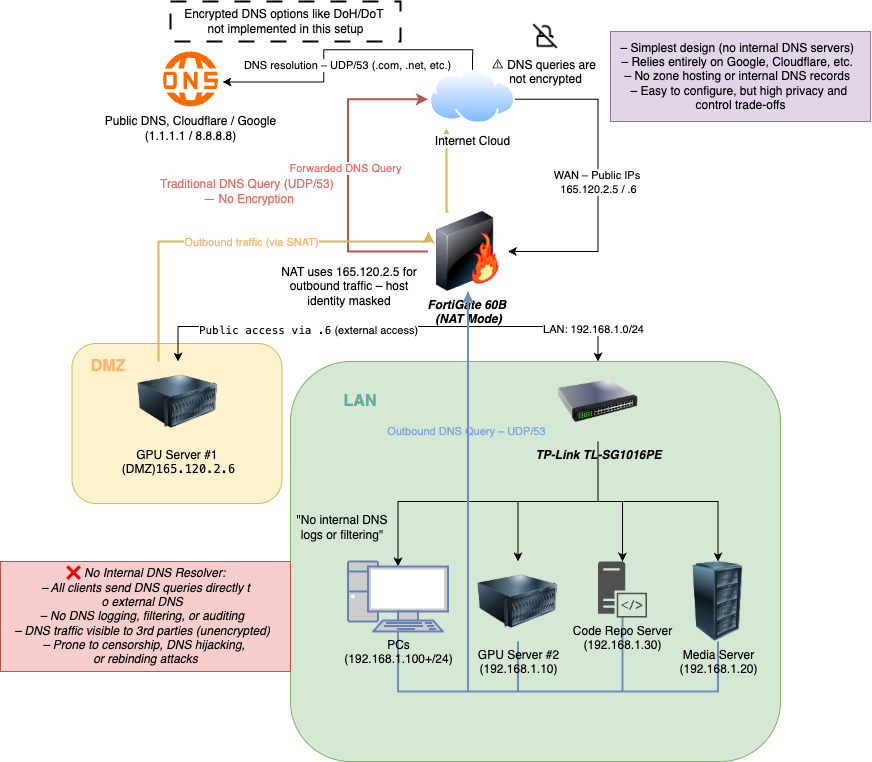 Encrypted DNS options like DoH/DoT
not implemented in this setup
DNS
DNS resolution – UDP/53 (.com, .net, etc.)
⚠ DNS queries are
not encrypted
– Simplest design (no internal DNS servers)
– Relies entirely on Google, Cloudflare, etc.
– No zone hosting or internal DNS records
– Easy to configure, but high privacy and
control trade-offs
Public DNS, Cloudflare / Google
(1.1.1.1 / 8.8.8.8)
Internet Cloud
Forwarded DNS Query
Traditional DNS Query (UDP/53)
— No Encryption
WAN – Public IPs
165.120.2.5 / .6
Outbound traffic (via SNAT)
NAT uses 165.120.2.5 for
outbound traffic – host
identity masked
FortiGate 60B
(NAT Mode)
Public access via .6 (external access)
LAN: 192.168.1.0/24
DMZ
GPU Server #1
(DMZ)165.120.2.6
LAN
Outbound DNS Query – UDP/53
TP-Link TL-SG1016PE
"No internal DNS
logs or filtering"
❌ No Internal DNS Resolver:
– All clients send DNS queries directly t
o external DNS
– No DNS logging, filtering, or auditing
– DNS traffic visible to 3rd parties (unencrypted)
– Prone to censorship, DNS hijacking,
or rebinding attacks
PCs
(192.168.1.100+/24)
GPU Server #2
(192.168.1.10)
</>
Code Repo Server
(192.168.1.30)
Media Server
(192.168.1.20)